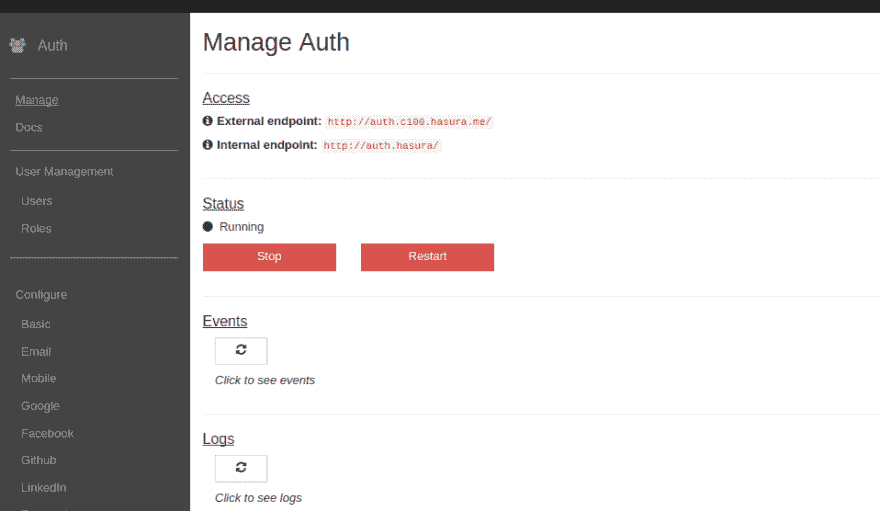 Auth
Manage
Docs
User Management
Users
Roles
Configure
Basic
Email
Mobile
Google
Facebook
Github
LinkedIn
Manage Auth
Access
External endpoint: http://auth.c100.hasura.me/
Internal endpoint: http://auth.hasura/
Status
Running
Stop Restart
Events
Click to see events
Logs
Click to see logs